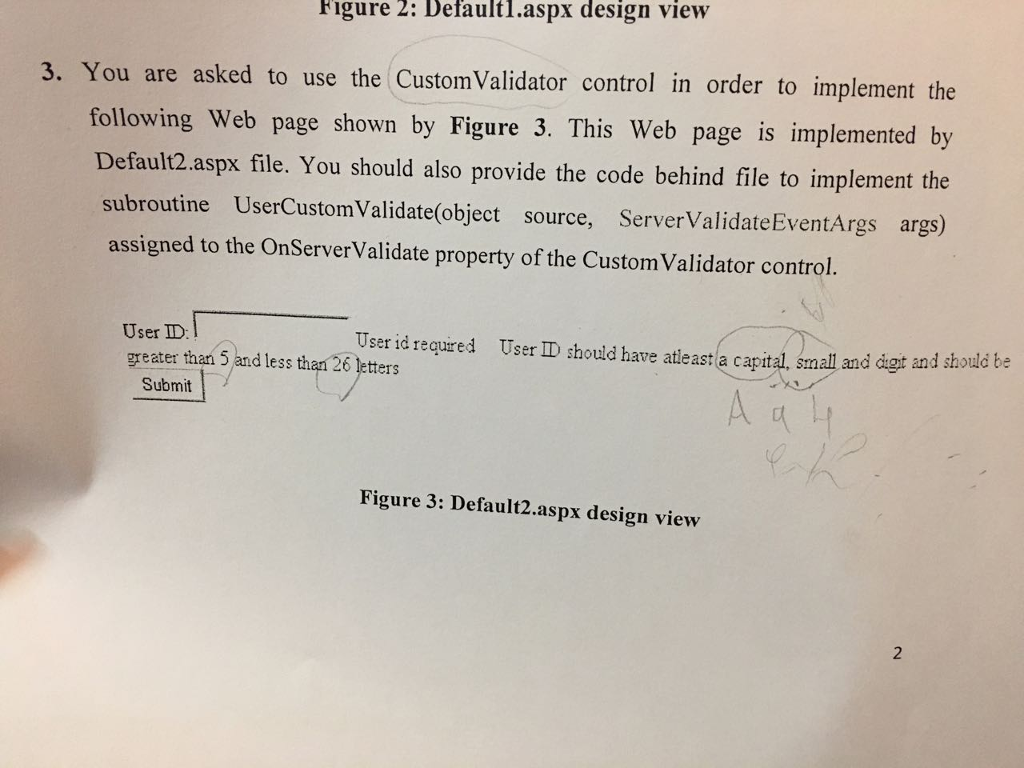 Figure 2: Default1.aspx design view
3. You are asked to use the CustomValidator control in order to implement the
following Web page shown by Figure 3. This Web page is implemented by
Default2.aspx file. You should also provide the code behind file to implement the
subroutine UserCustomValidate(object source, ServerValidateEventArgs args)
assigned to the OnServerValidate property of the CustomValidator control.
User ID: User id required User ID should have atleast a capital, small and digit and should be
greater than 5 and less than 26 letters
Submit
A a 4
Figure 3: Default2.aspx design view
2